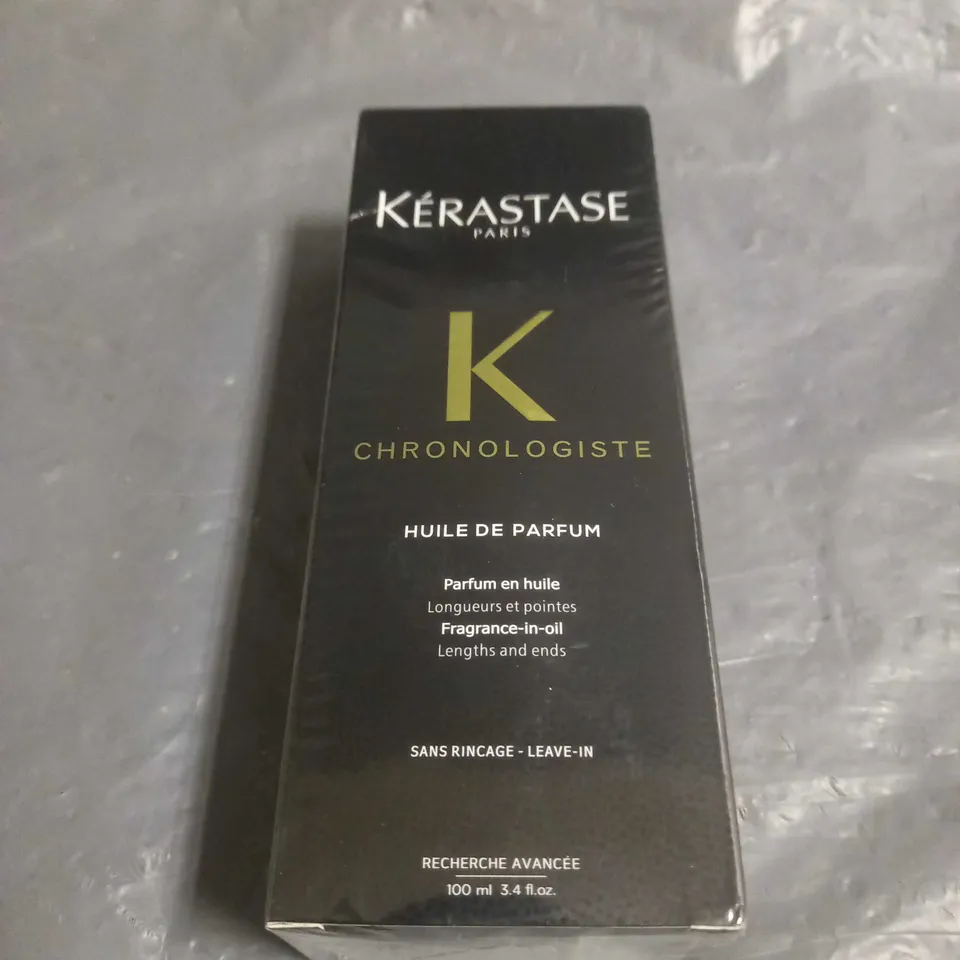 KÉRASTASE
PARIS
K
CHRONOLOGISTE
HUILE DE PARFUM
Parfum en huile
Longueurs et pointes
Fragrance-in-oil
Lengths and ends
SANS RINCAGE - LEAVE-IN
RECHERCHE AVANCÉE
100 ml 3.4 fl.oz.